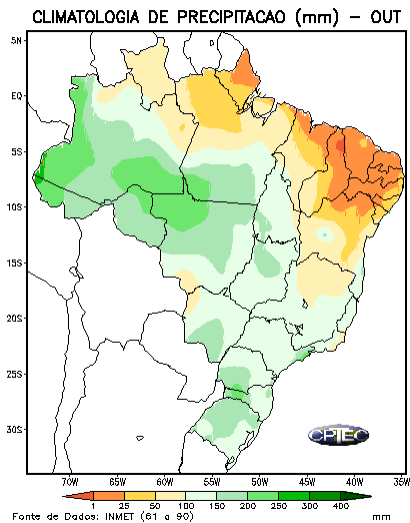 CLIMATOLOGIA DE PRECIPITACAO (mm) – OUT
5N
EQ
5S
10S
15S
20S
25S
30S
CPTEC
70W 65W 60W 55W 50W 45W 40W 35W
1 25 50 100 150 200 250 300 400
Fonte de Dados: INMET (61 a 90) mm